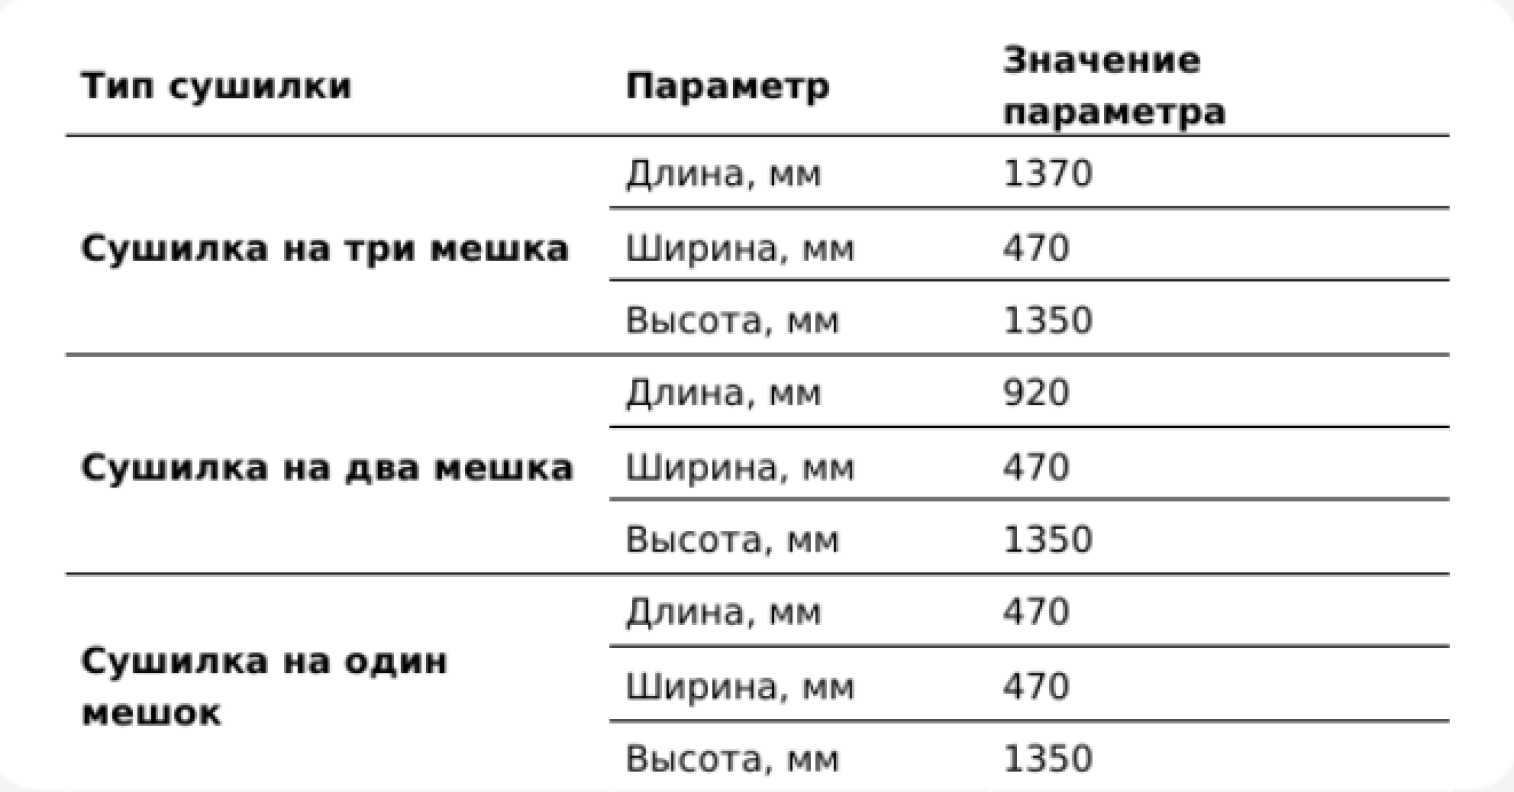 Тип сушилки Параметр Значение параметра
Длина, мм 1370
Сушилка на три мешка Ширина, мм 470
Высота, мм 1350
Длина, мм 920
Сушилка на два мешка Ширина, мм 470
Высота, мм 1350
Длина, мм 470
Сушилка на один мешок Ширина, мм 470
Высота, мм 1350